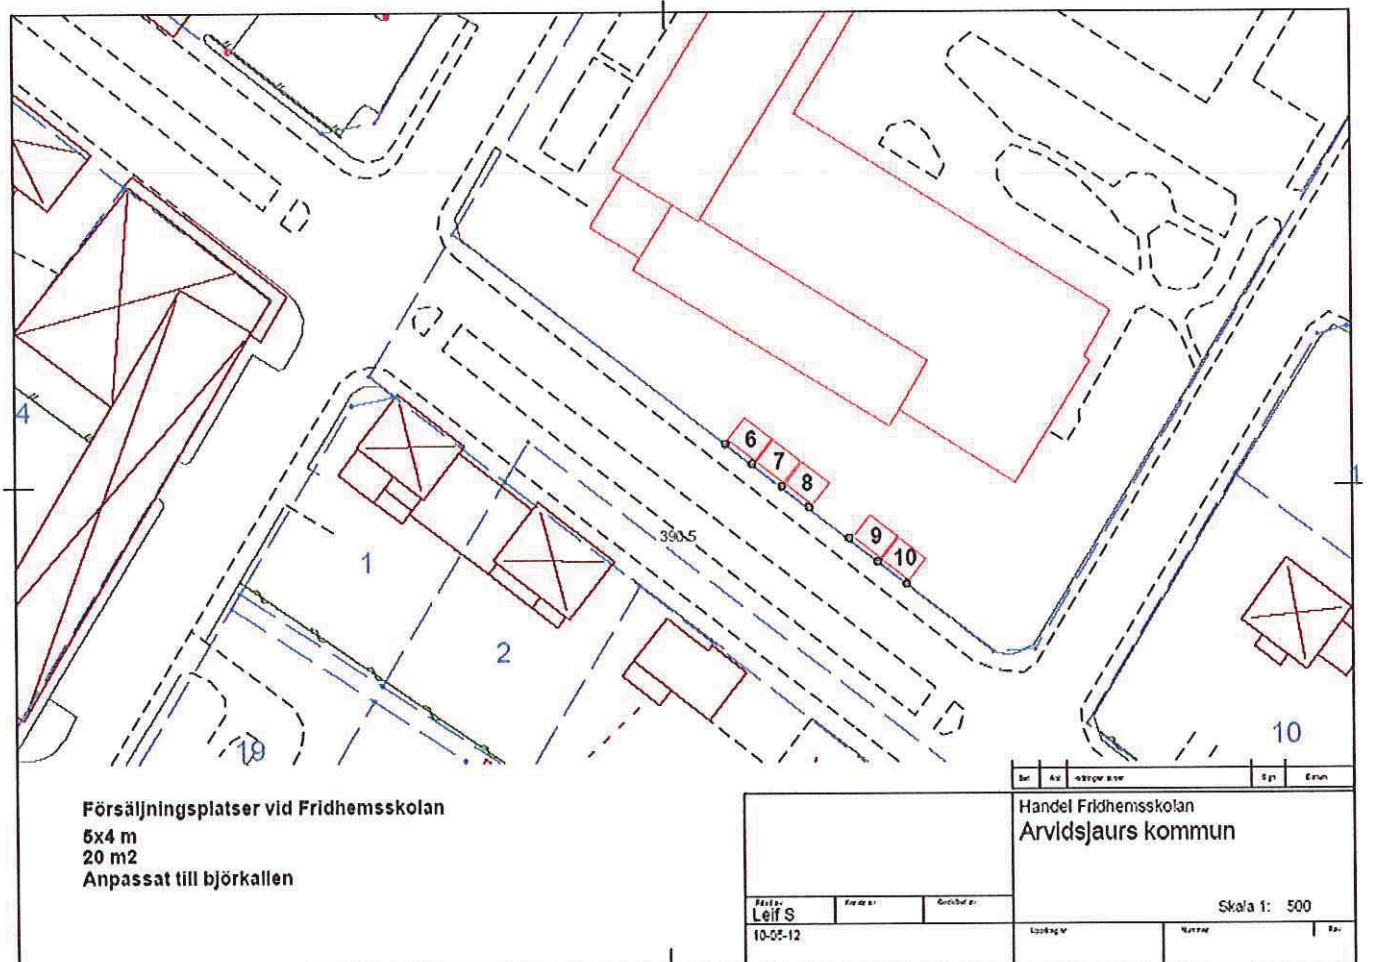 4
6
7
8
390-5
9
10
1
1
2
19
10
Försäljningsplatser vid Fridhemsskolan
5x4 m
20 m2
Anpassat till björkallen
Handel Fridhemsskolan
Arvidsjaurs kommun
Skala 1: 500
Leif S
10-05-12